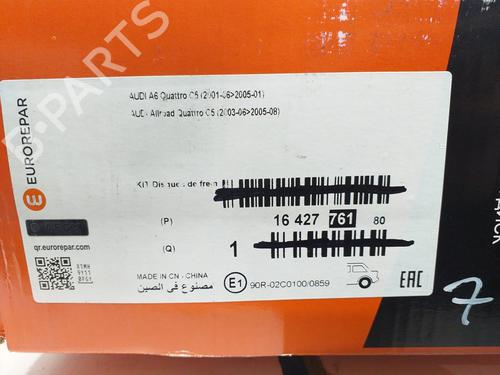 B-PARTS
AUDI A6 Quattro C5 (2001-06>2005-01)
AUDI Allroad Quattro C5 (2003-06>2005-08)
EUROREPAR
KIT Disques de frein
(P) 16 427 761 80
(Q) 1
qr.eurorepar.com
MADE IN CN - CHINA
مصنوع في الصين
E1 90R-02C0100/0859
EAC
7